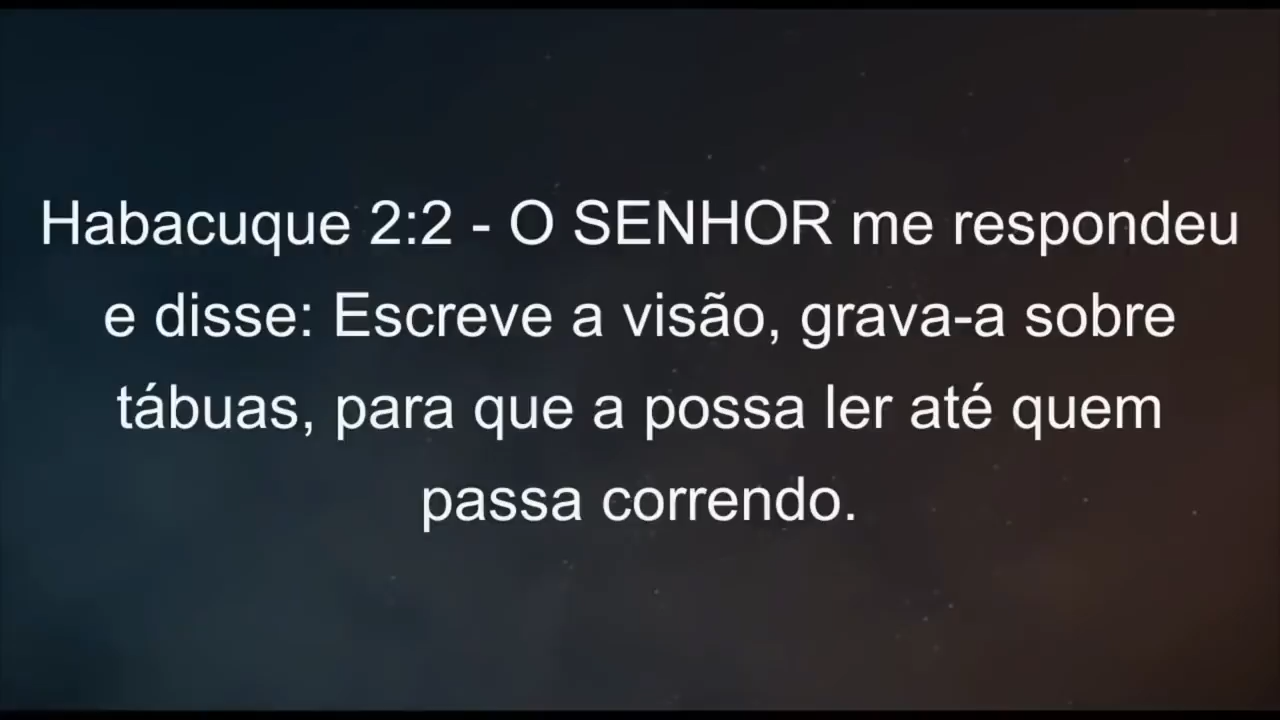 Habacuque 2:2 - O SENHOR me respondeu
e disse: Escreve a visão, grava-a sobre
tábuas, para que a possa ler até quem
passa correndo.